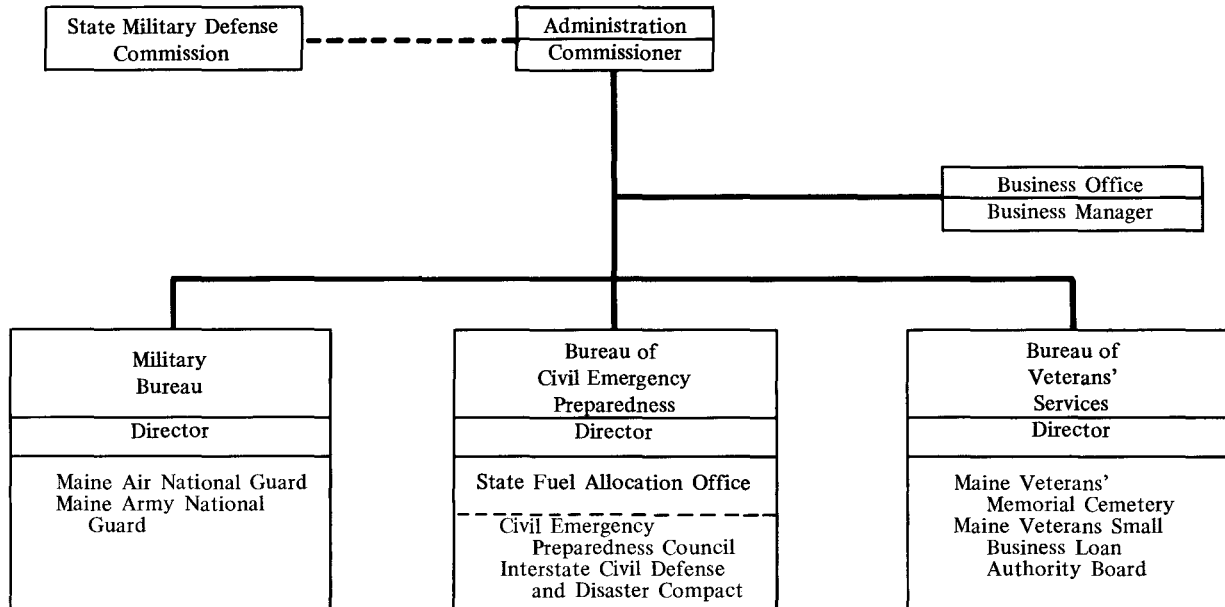 State Military Defense
Commission
Administration
Commissioner
Business Office
Business Manager
Military
Bureau
Director
Maine Air National Guard
Maine Army National
Guard
Bureau of
Civil Emergency
Preparedness
Director
State Fuel Allocation Office
Civil Emergency
Preparedness Council
Interstate Civil Defense
and Disaster Compact
Bureau of
Veterans'
Services
Director
Maine Veterans'
Memorial Cemetery
Maine Veterans Small
Business Loan
Authority Board